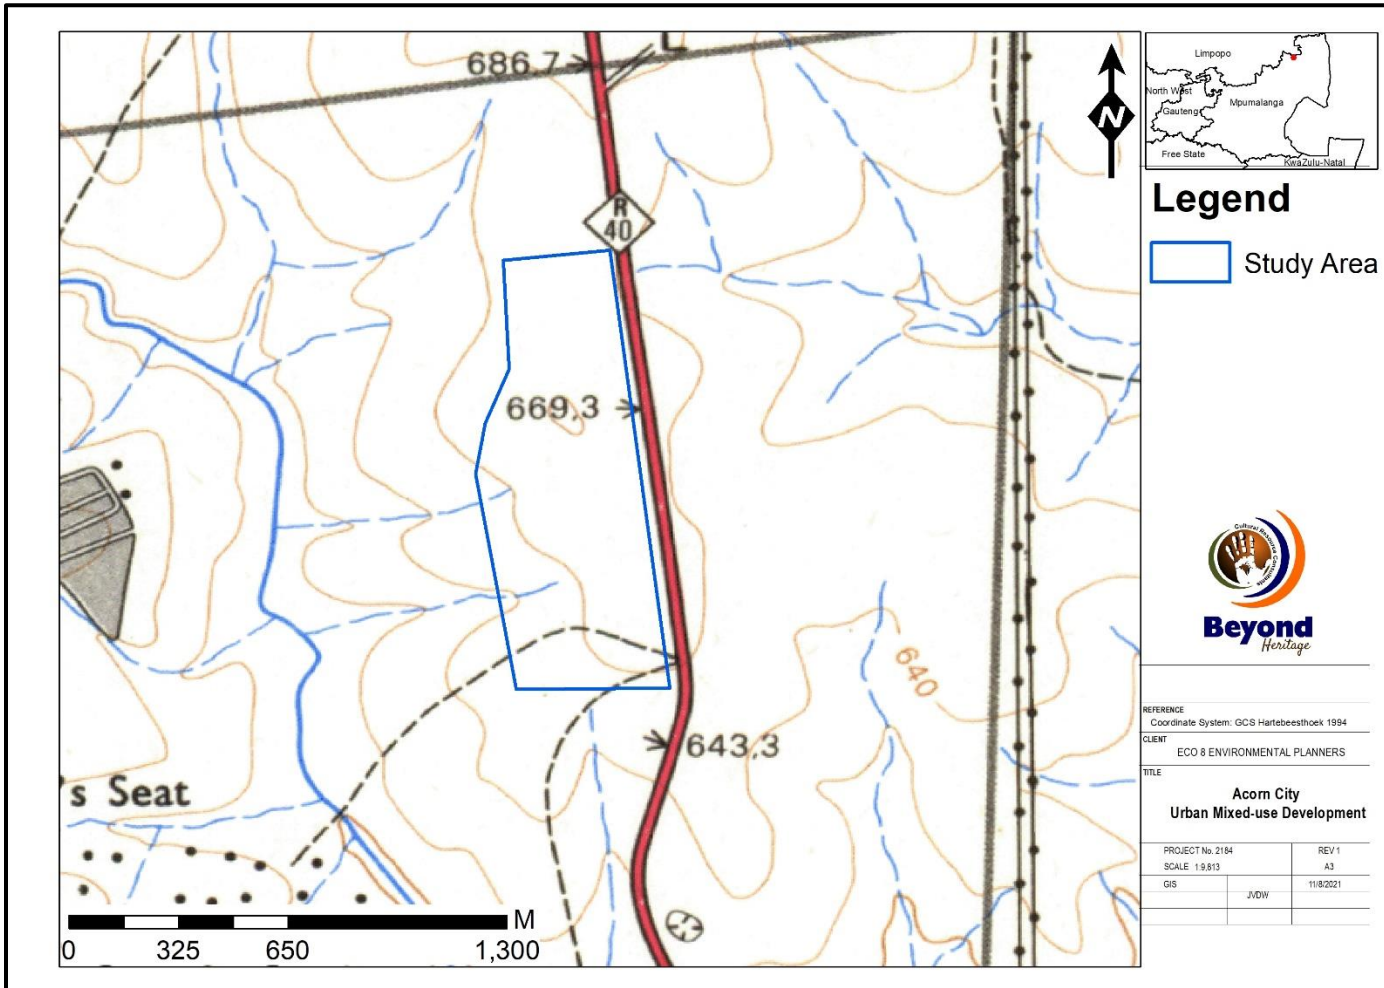 686,7
R
40
669,3
640
643,3
's Seat
M
0 325 650 1,300
N
Limpopo
North West
Mpumalanga
Gauteng
Free State
KwaZulu-Natal
Legend
Study Area
Cultural Resource Consultants
Beyond
Heritage
REFERENCE
Coordinate System: GCS Hartebeesthoek 1994
CLIENT
ECO 8 ENVIRONMENTAL PLANNERS
TITLE
Acorn City
Urban Mixed-use Development
PROJECT No. 2184 REV 1
SCALE 1:9,813 A3
GIS JVDW 11/8/2021